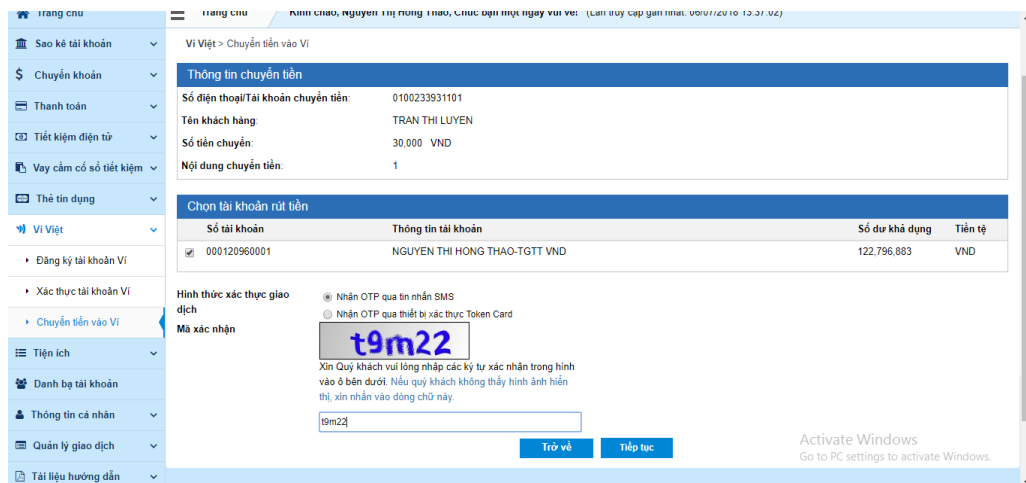 Trang chủ
Trang chủ / Kính chào, Nguyễn Thị Hồng Thảo, Chúc bạn một ngày vui vẻ! (Lần truy cập gần nhất: 06/07/2018 13:37:02)
Sao kê tài khoản
Chuyển khoản
Thanh toán
Tiết kiệm điện tử
Vay cầm cố sổ tiết kiệm
Thẻ tín dụng
Ví Việt
Đăng ký tài khoản Ví
Xác thực tài khoản Ví
Chuyển tiền vào Ví
Tiện ích
Danh bạ tài khoản
Thông tin cá nhân
Quản lý giao dịch
Tài liệu hướng dẫn
Ví Việt > Chuyển tiền vào Ví
Thông tin chuyển tiền
Số điện thoại/Tài khoản chuyển tiền: 0100233931101
Tên khách hàng: TRAN THI LUYEN
Số tiền chuyển: 30,000 VND
Nội dung chuyển tiền: 1
Chọn tài khoản rút tiền
Số tài khoản Thông tin tài khoản Số dư khả dụng Tiền tệ
000120960001 NGUYEN THI HONG THAO-TGTT VND 122,796,883 VND
Hình thức xác thực giao
dịch
Nhận OTP qua tin nhắn SMS
Nhận OTP qua thiết bị xác thực Token Card
Mã xác nhận
t9m22
Xin Quý khách vui lòng nhập các ký tự xác nhận trong hình
vào ô bên dưới. Nếu quý khách không thấy hình ảnh hiển
thị, xin nhấn vào dòng chữ này.
t9m22
Trở về Tiếp tục
Activate Windows
Go to PC settings to activate Windows.